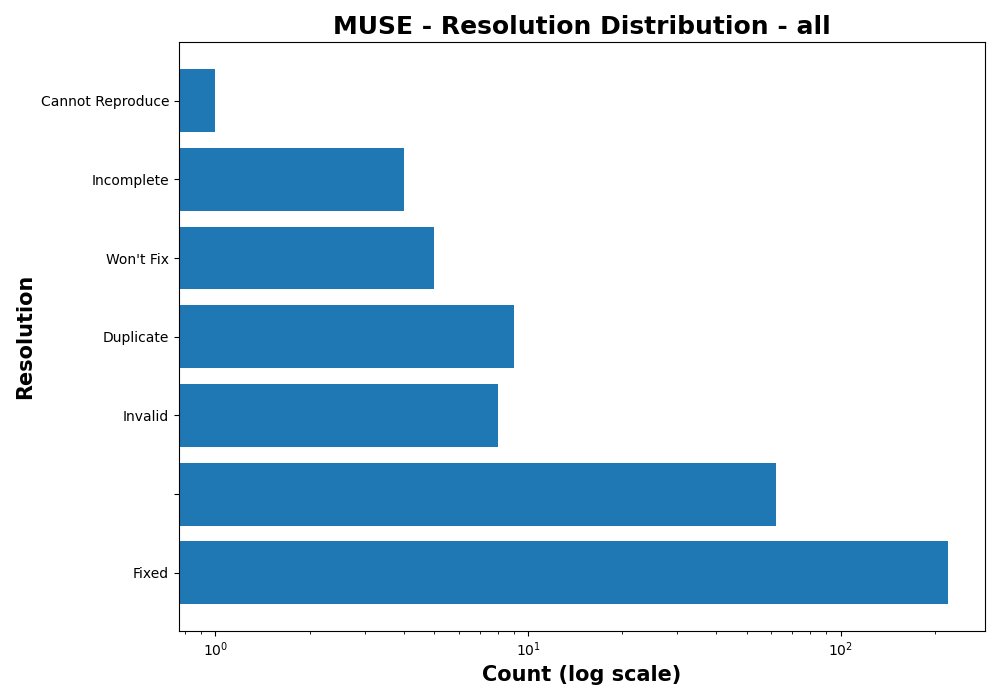 MUSE - Resolution Distribution - all
Cannot Reproduce
Incomplete
Won't Fix
Duplicate
Invalid
Fixed
Resolution
10⁰ 10¹ 10²
Count (log scale)